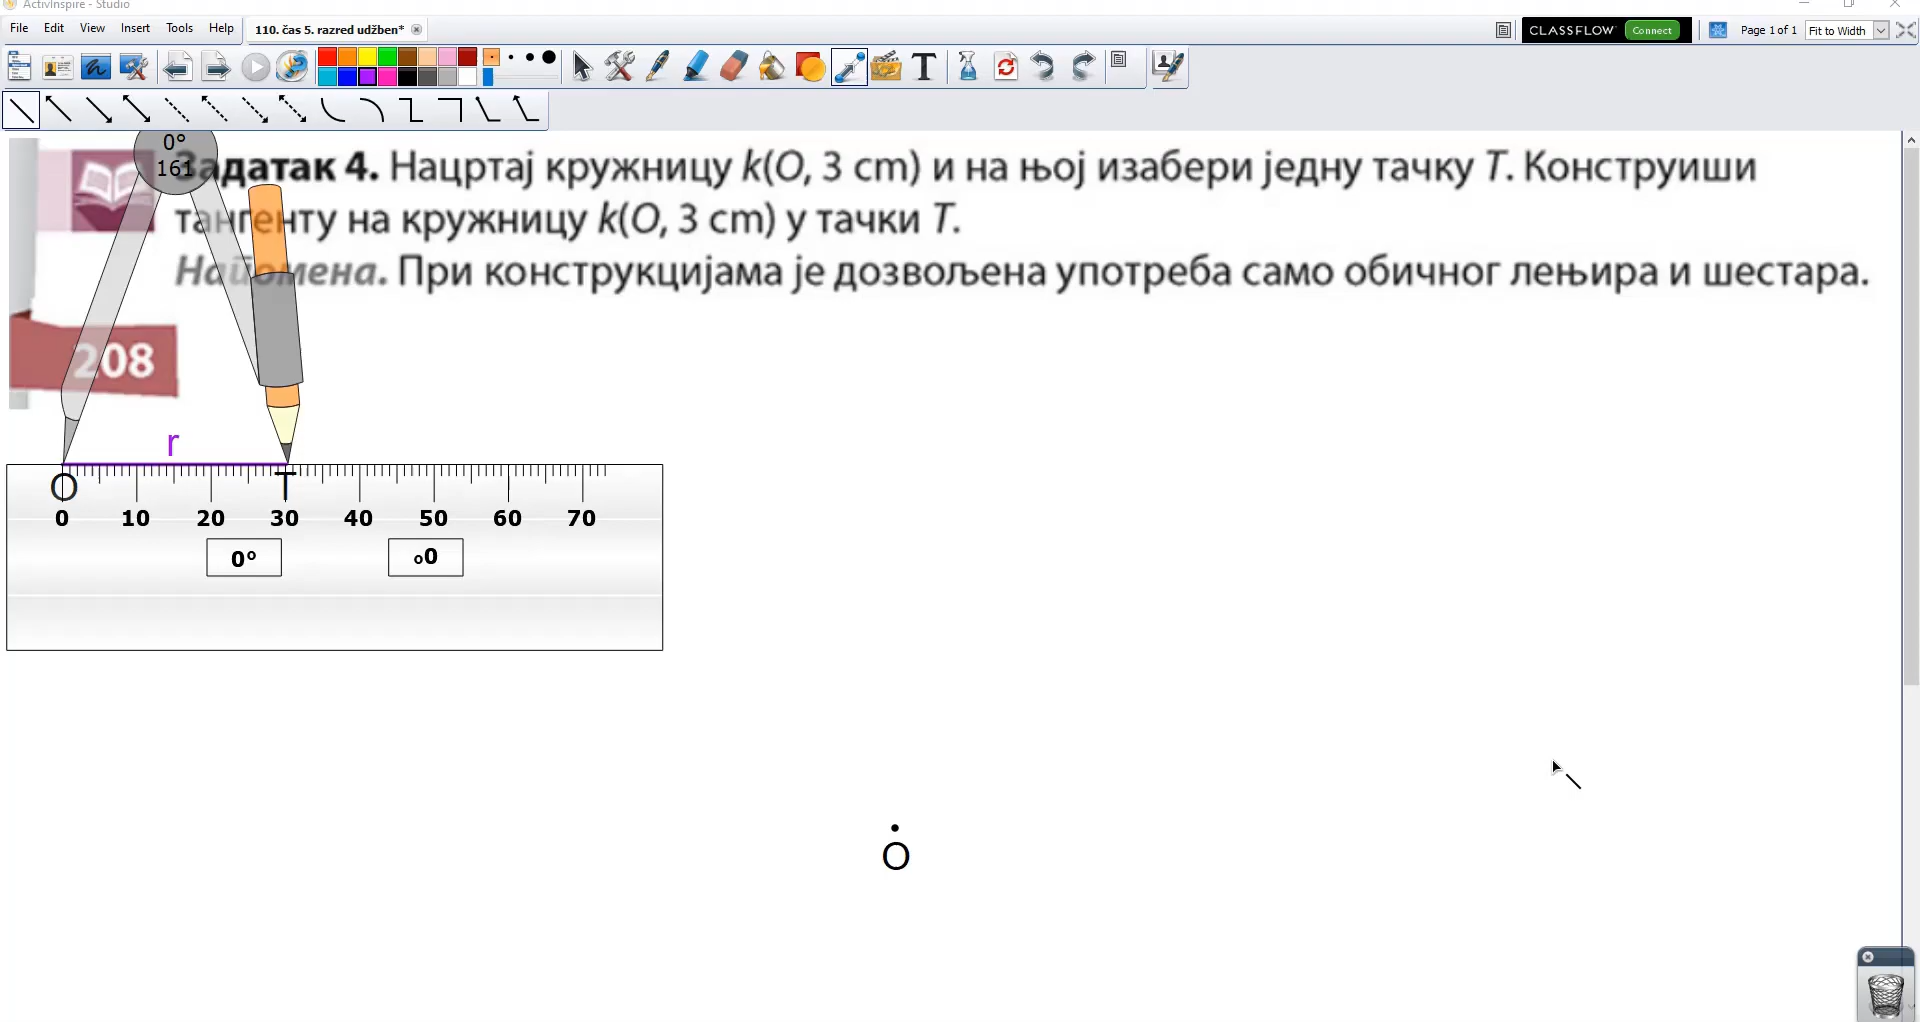 ActivInspire - Studio
File Edit View Insert Tools Help
110. čas 5. razred udžben*
CLASSFLOW Connect
Page 1 of 1
Fit to Width
0°
161
Задатак 4. Нацртај кружницу k(O, 3 cm) и на њој изабери једну тачку T. Конструиши
тангенту на кружницу k(O, 3 cm) у тачки T.
Напомена. При конструкцијама је дозвољена употреба само обичног лењира и шестара.
208
r
O T
0 10 20 30 40 50 60 70
0° 0°
O